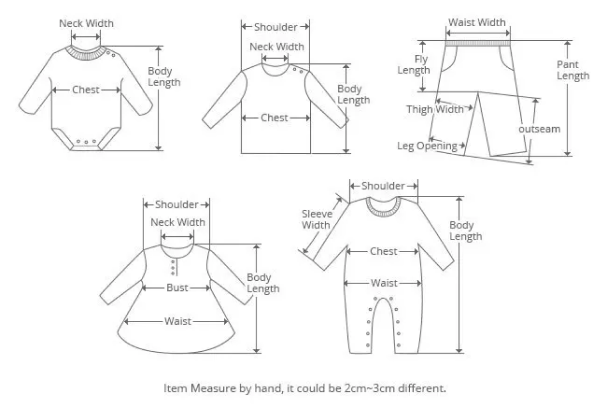 Neck Width
Chest
Body
Length
Shoulder
Neck Width
Chest
Body
Length
Waist Width
Fly
Length
Thigh Width
Leg Opening
Pant
Length
outseam
Shoulder
Neck Width
Bust
Waist
Body
Length
Shoulder
Sleeve
Width
Chest
Waist
Body
Length
Item Measure by hand, it could be 2cm~3cm different.